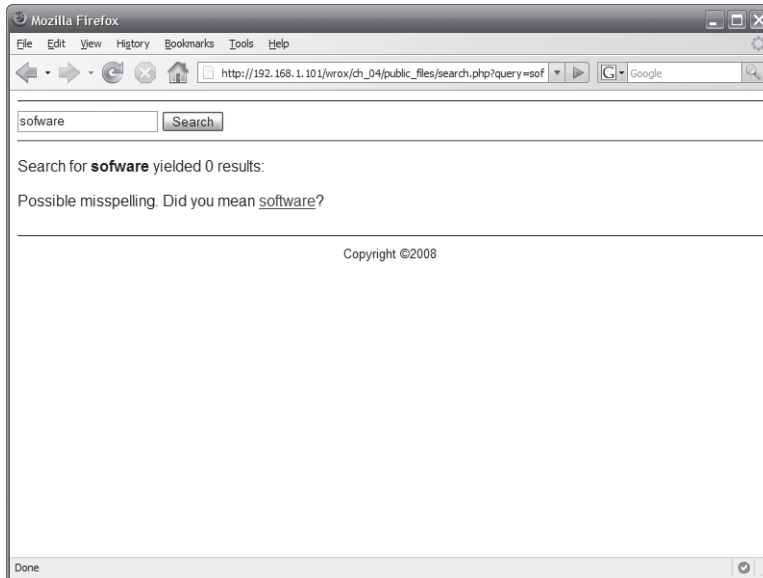 Mozilla Firefox
File Edit View History Bookmarks Tools Help
http://192.168.1.101/wrox/ch_04/public_files/search.php?query=sof G Google
sofware Search
Search for sofware yielded 0 results:
Possible misspelling. Did you mean software?
Copyright ©2008
Done